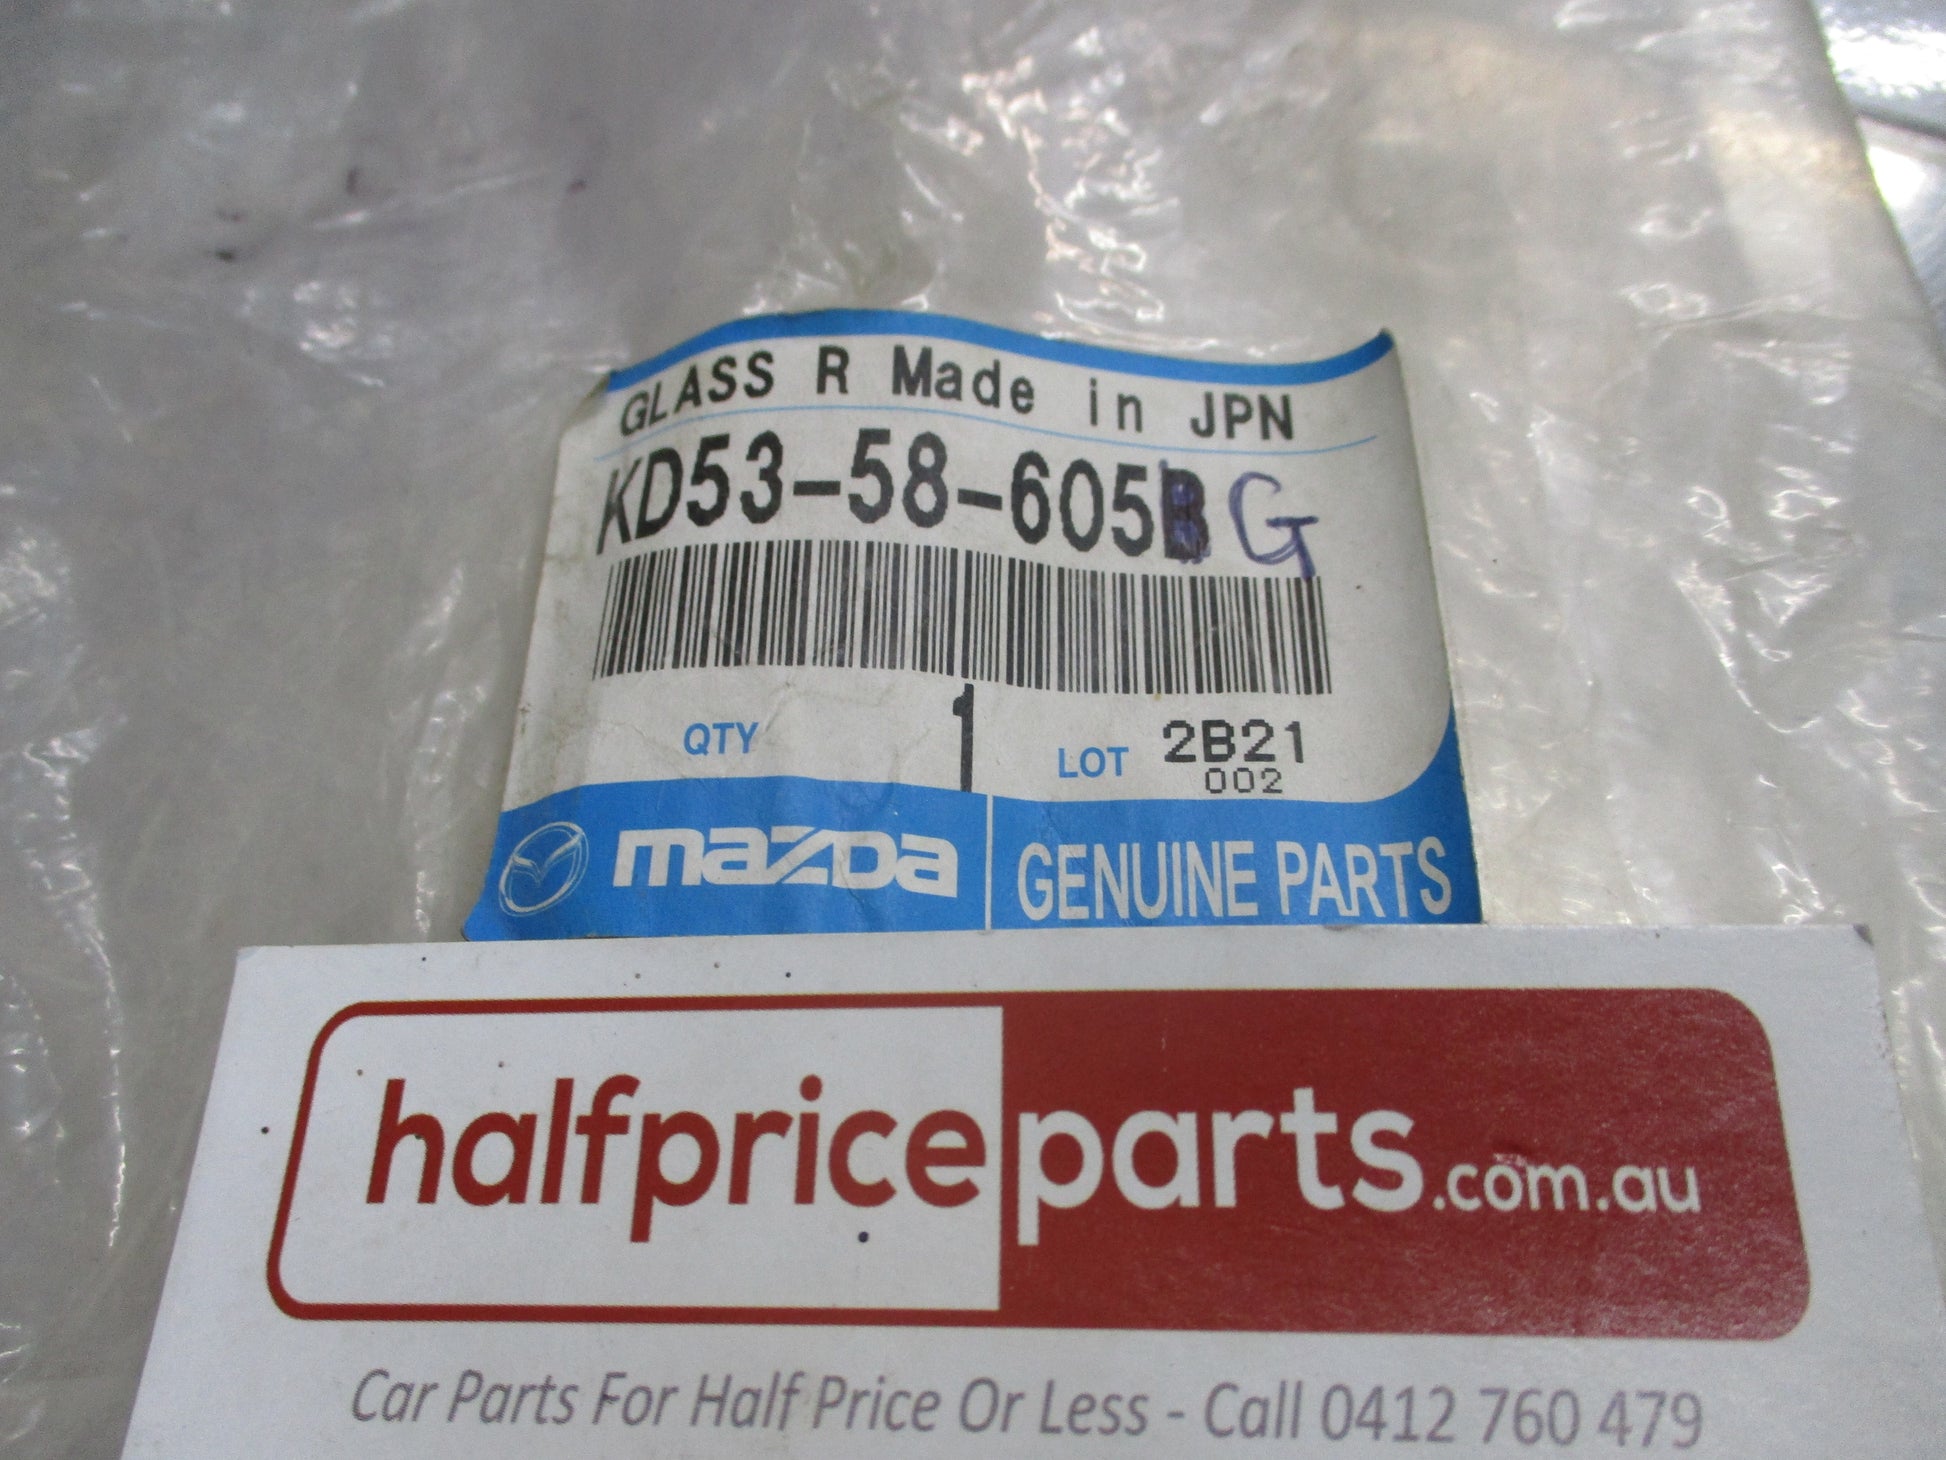 GLASS R Made in JPN
KD53-58-605B G
QTY 1 LOT 2B21
002
mazda GENUINE PARTS
halfpriceparts.com.au
Car Parts For Half Price Or Less - Call 0412 760 479